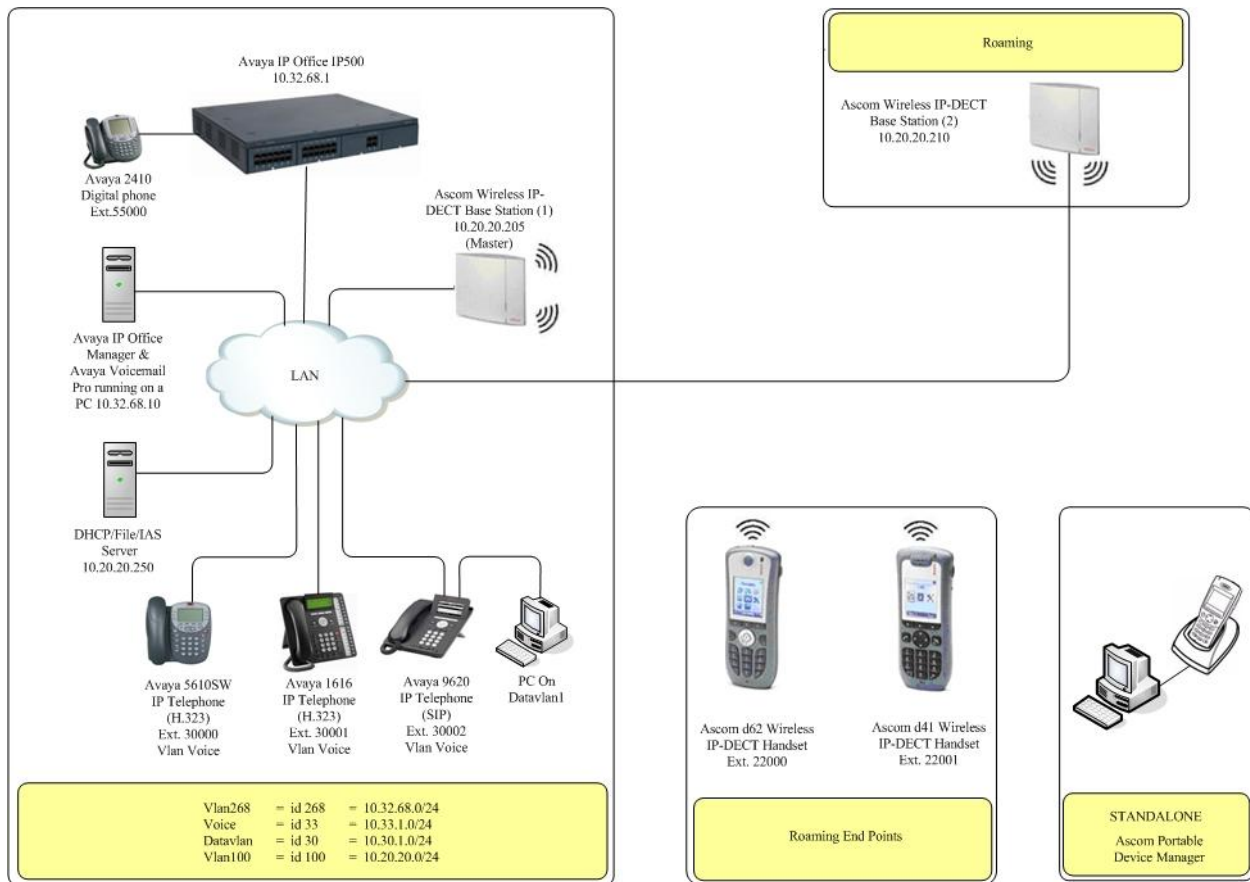 Avaya IP Office IP500
10.32.68.1
Avaya 2410
Digital phone
Ext.55000
Ascom Wireless IP-
DECT Base Station (1)
10.20.20.205
(Master)
Avaya IP Office
Manager &
Avaya Voicemail
Pro running on a
PC 10.32.68.10
LAN
DHCP/File/IAS
Server
10.20.20.250
Avaya 5610SW
IP Telephone
(H.323)
Ext. 30000
Vlan Voice
Avaya 1616
IP Telephone
(H.323)
Ext. 30001
Vlan Voice
Avaya 9620
IP Telephone
(SIP)
Ext. 30002
Vlan Voice
PC On
Datavlan1
Vlan268 = id 268 = 10.32.68.0/24
Voice = id 33 = 10.33.1.0/24
Datavlan = id 30 = 10.30.1.0/24
Vlan100 = id 100 = 10.20.20.0/24
Roaming
Ascom Wireless IP-DECT
Base Station (2)
10.20.20.210
Ascom d62 Wireless
IP-DECT Handset
Ext. 22000
Ascom d41 Wireless
IP-DECT Handset
Ext. 22001
Roaming End Points
STANDALONE
Ascom Portable
Device Manager